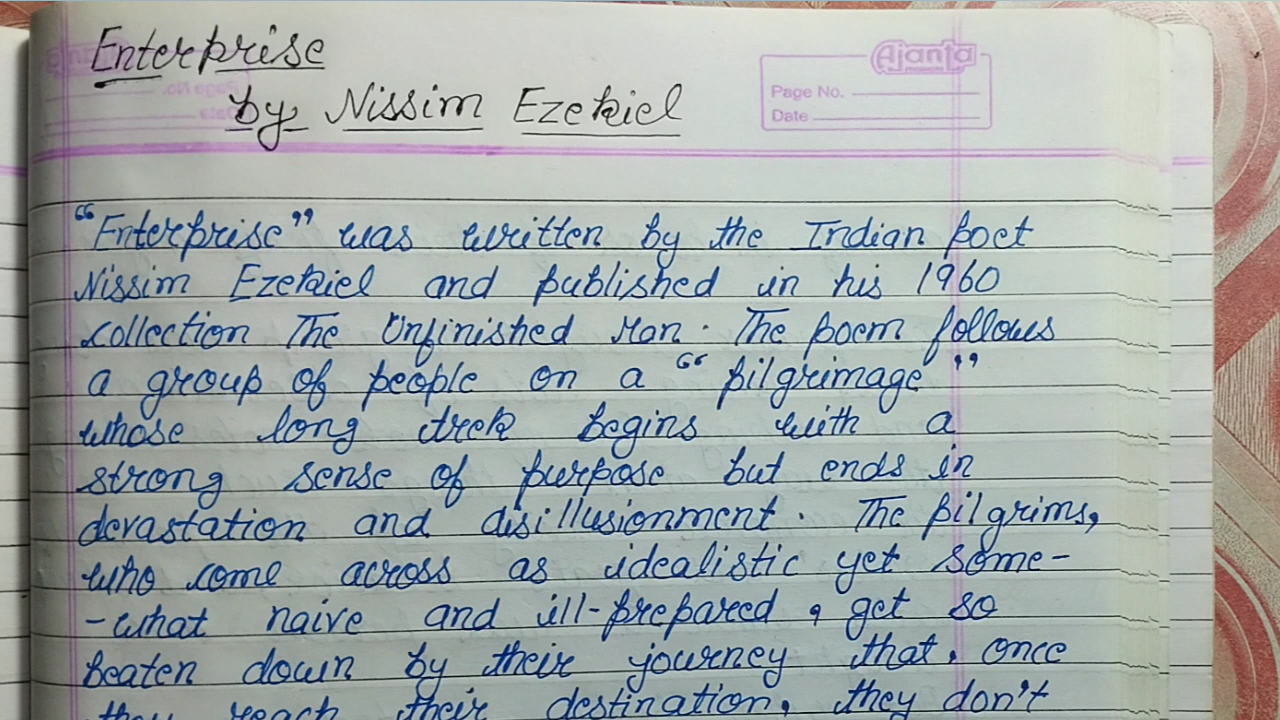 Enterprise
by Nissim Ezekiel
Ajanta
Page No.
Date
"Enterprise" was written by the Indian poet
Nissim Ezekiel and published in his 1960
collection The Unfinished Man. The poem follows
a group of people on a "pilgrimage"
whose long trek begins with a
strong sense of purpose but ends in
devastation and disillusionment. The pilgrims,
who come across as idealistic yet some-
-what naive and ill-prepared, get so
beaten down by their journey that, once
they reach their destination, they don't